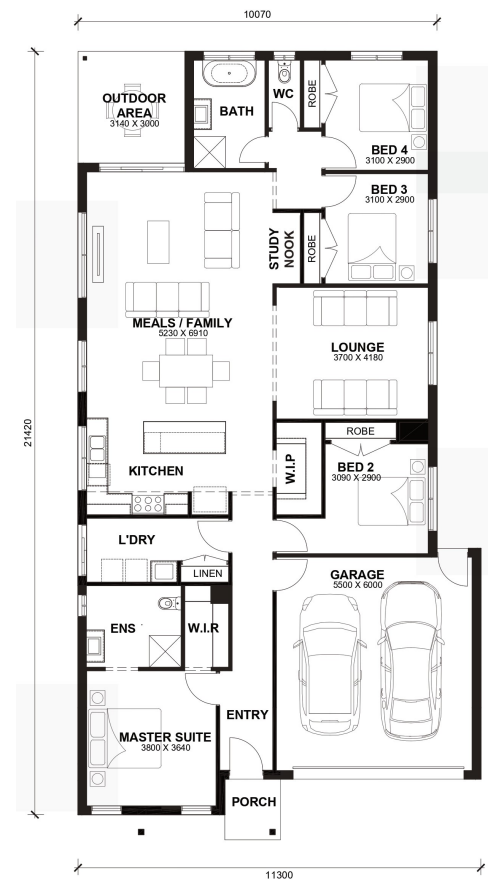 10070
OUTDOOR
AREA
3140 X 3000
BATH
WC
ROBE
BED 4
3100 X 2900
BED 3
3100 X 2900
STUDY
NOOK
ROBE
MEALS / FAMILY
5230 X 6910
LOUNGE
3700 X 4180
21420
ROBE
KITCHEN
W.I.P
BED 2
3090 X 2900
L'DRY
LINEN
GARAGE
5500 X 6000
ENS
W.I.R
ENTRY
MASTER SUITE
3800 X 3640
PORCH
11300